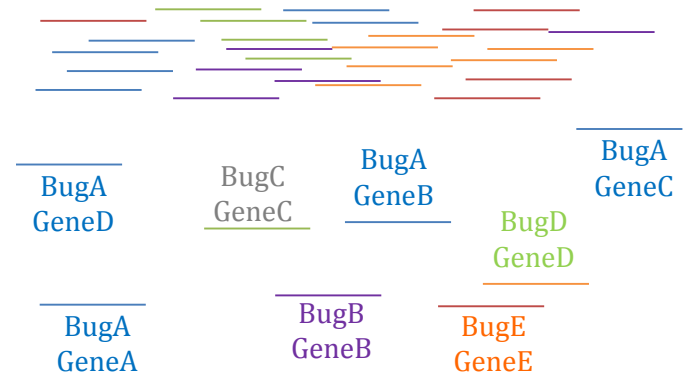 BugA
GeneC
BugA
GeneB
BugC
GeneC
BugA
GeneD
BugD
GeneD
BugB
GeneB
BugA
GeneA
BugE
GeneE